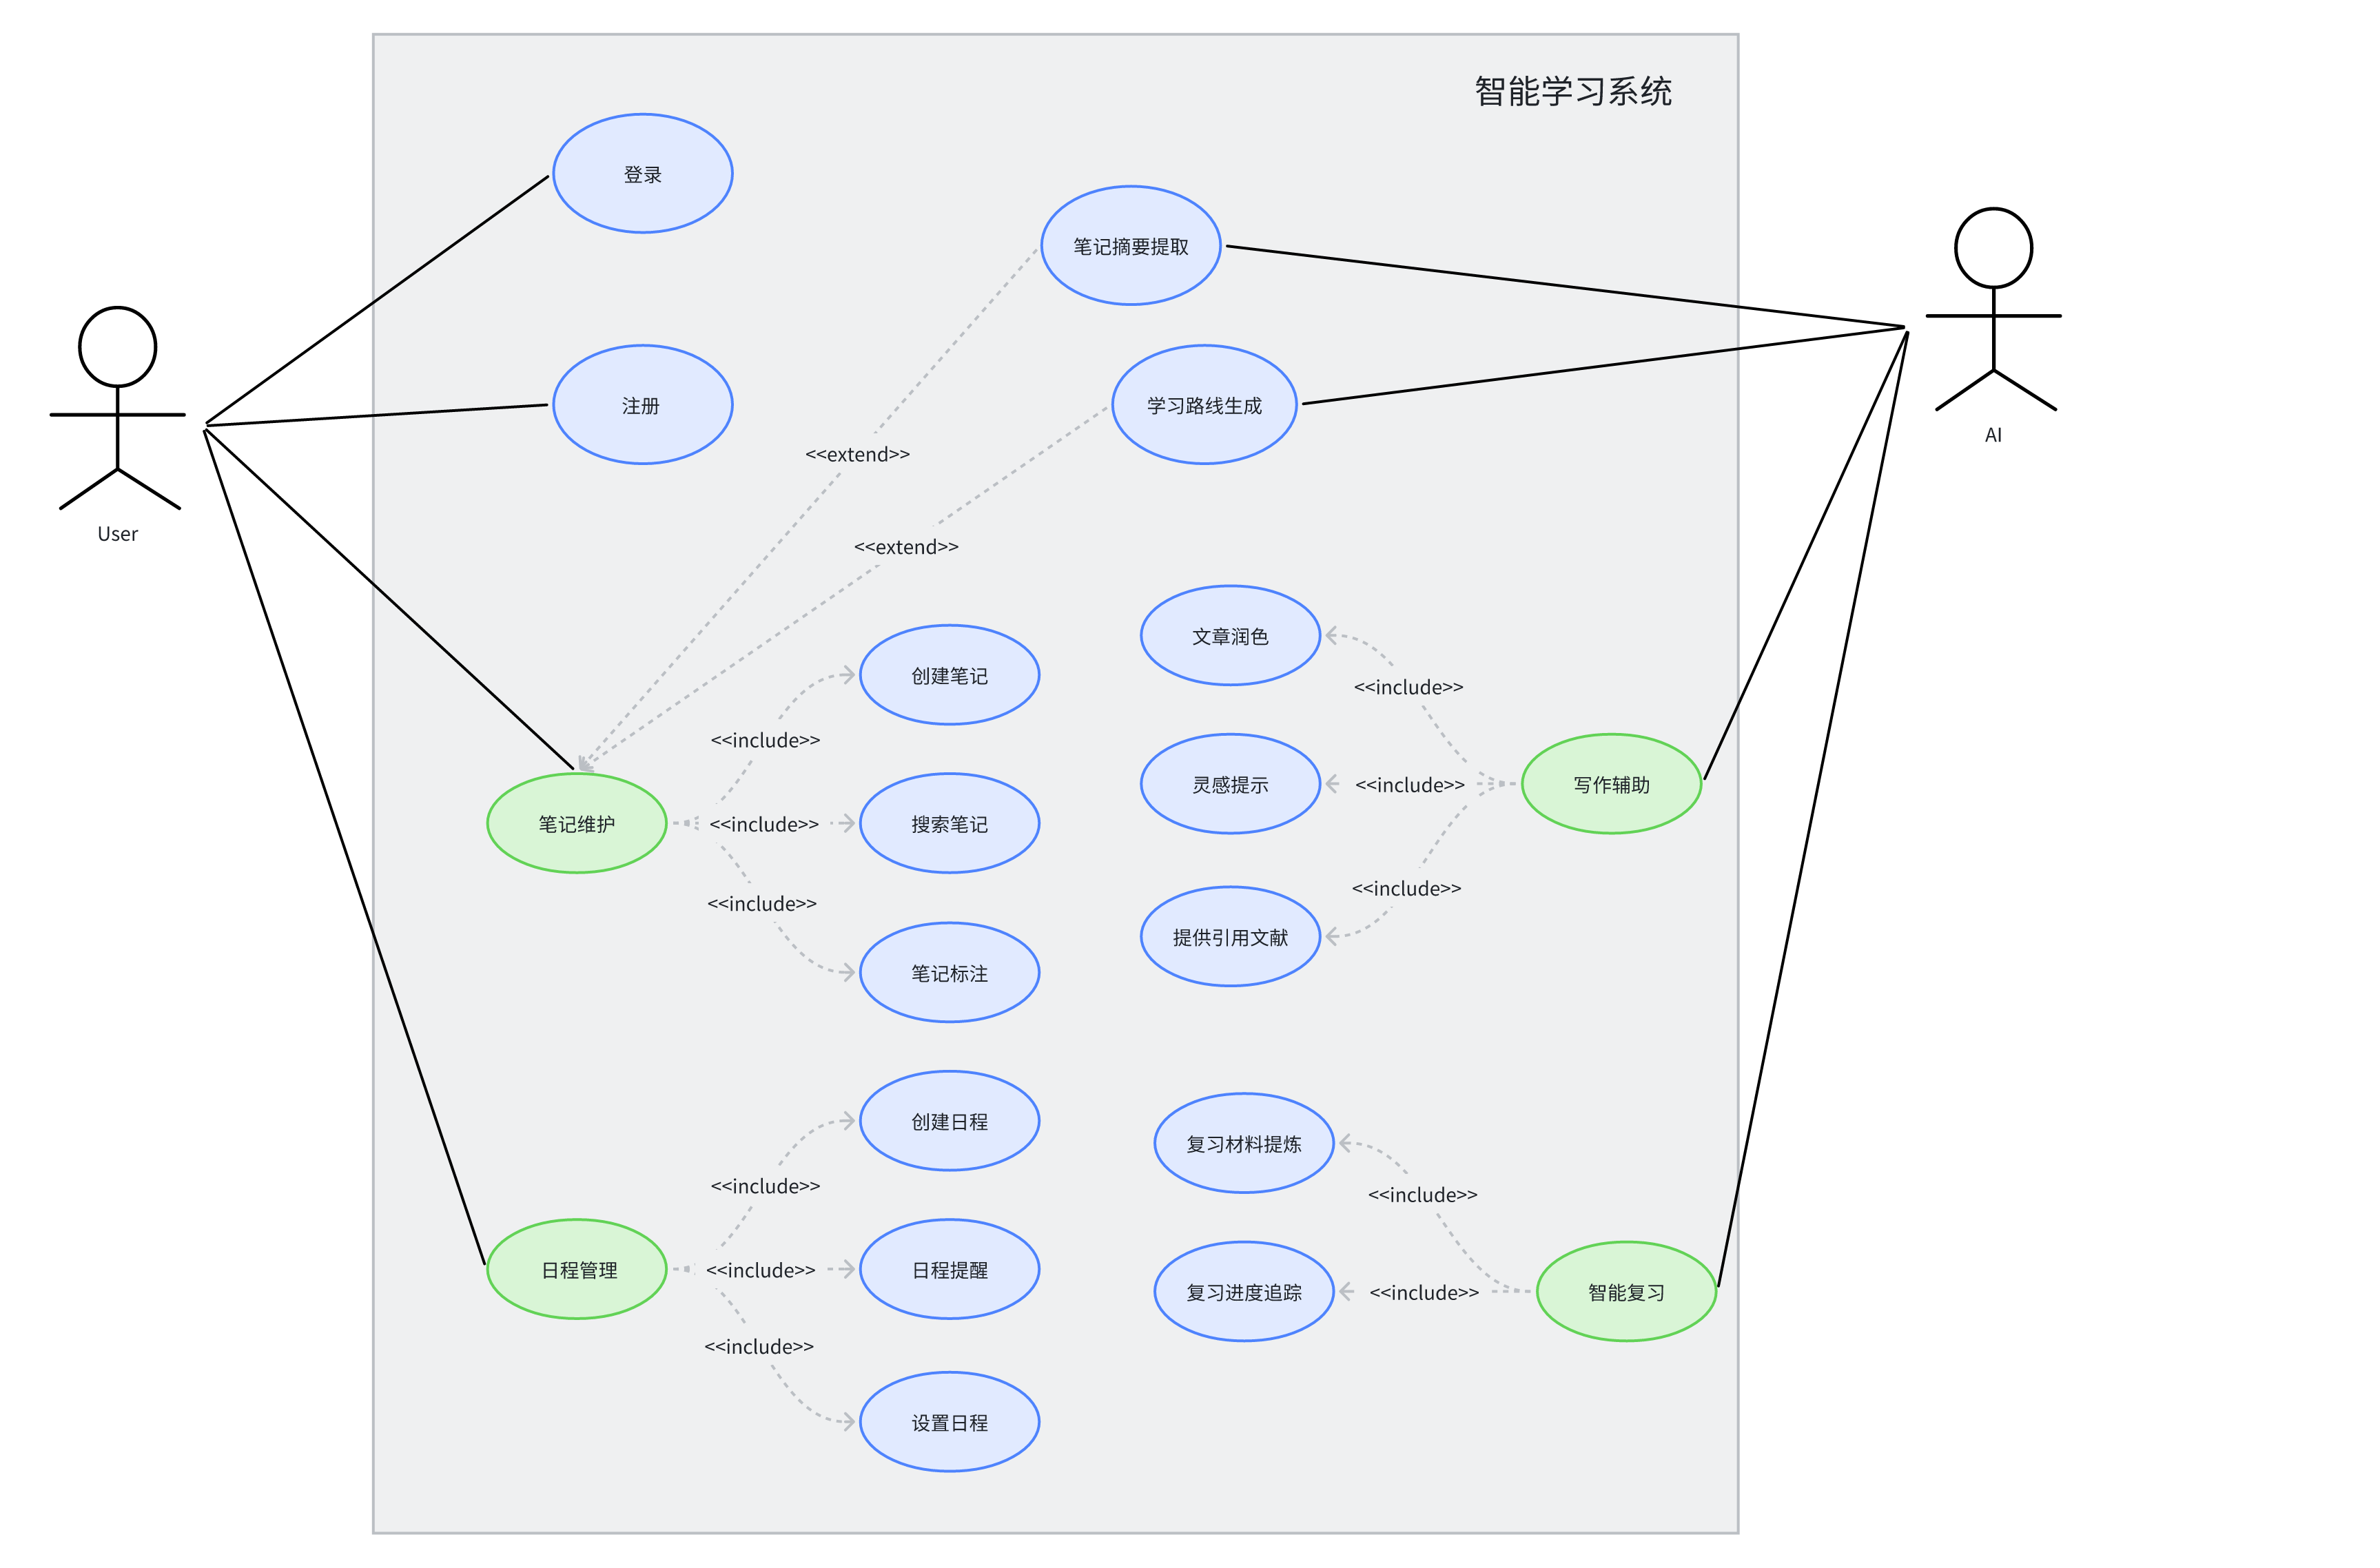 智能学习系统
登录
笔记摘要提取
注册
学习路线生成
AI
<<extend>>
User
<<extend>>
文章润色
创建笔记
<<include>>
<<include>>
灵感提示
<<include>>
写作辅助
笔记维护
<<include>>
搜索笔记
<<include>>
<<include>>
提供引用文献
笔记标注
创建日程
复习材料提炼
<<include>>
<<include>>
日程管理
<<include>>
日程提醒
复习进度追踪
<<include>>
智能复习
<<include>>
设置日程